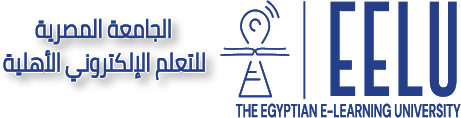 الجامعة المصرية
للتعلم الإلكتروني الأهلية
EELU
THE EGYPTIAN E-LEARNING UNIVERSITY